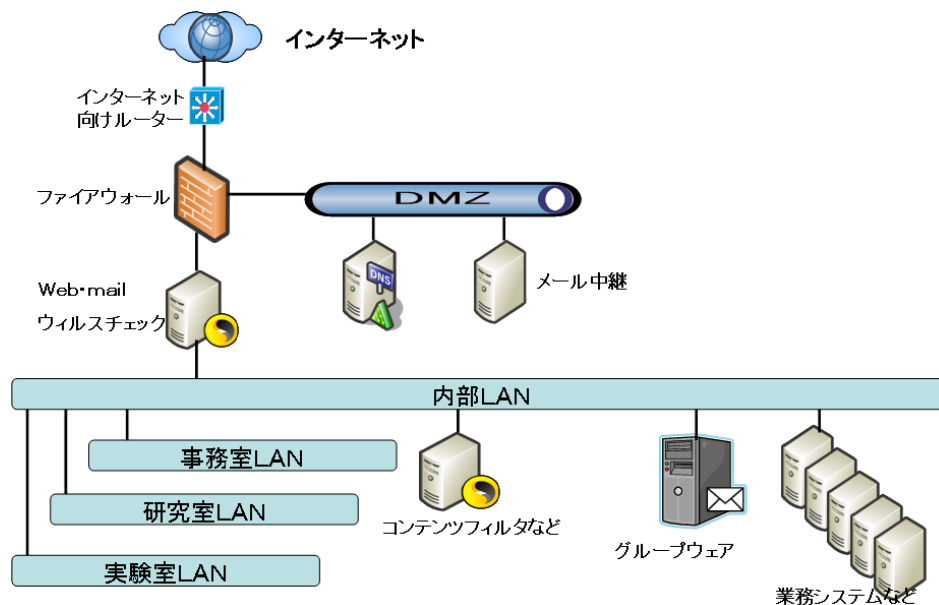 インターネット
インターネット
向けルーター
ファイアウォール
DMZ
DNS
メール中継
Web・mail
ウィルスチェック
内部LAN
事務室LAN
研究室LAN
実験室LAN
コンテンツフィルタなど
グループウェア
業務システムなど